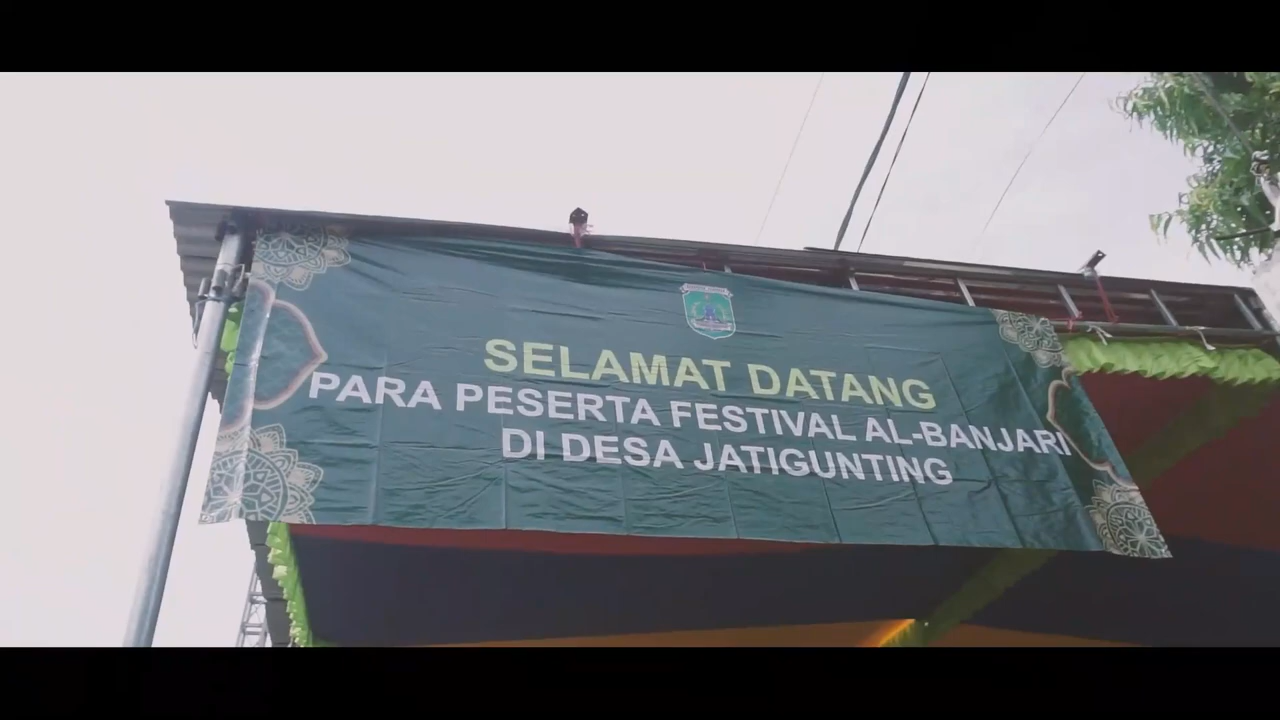 SELAMAT DATANG
PARA PESERTA FESTIVAL AL-BANJARI
DI DESA JATIGUNTING